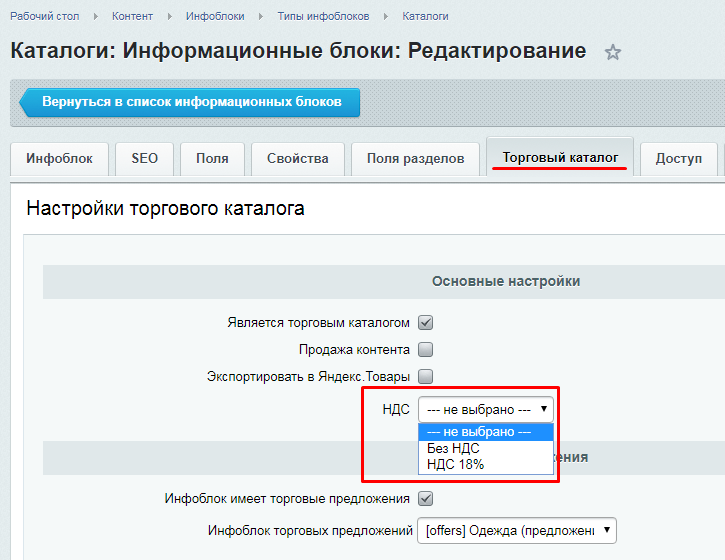 Рабочий стол Контент Инфоблоки Типы инфоблоков Каталоги
Каталоги: Информационные блоки: Редактирование
Вернуться в список информационных блоков
Инфоблок SEO Поля Свойства Поля разделов Торговый каталог Доступ
Настройки торгового каталога
Основные настройки
Является торговым каталогом
Продажа контента
Экспортировать в Яндекс.Товары
НДС --- не выбрано ---
--- не выбрано ---
Без НДС
НДС 18%
Инфоблок имеет торговые предложения
Инфоблок торговых предложений [offers] Одежда (предложени